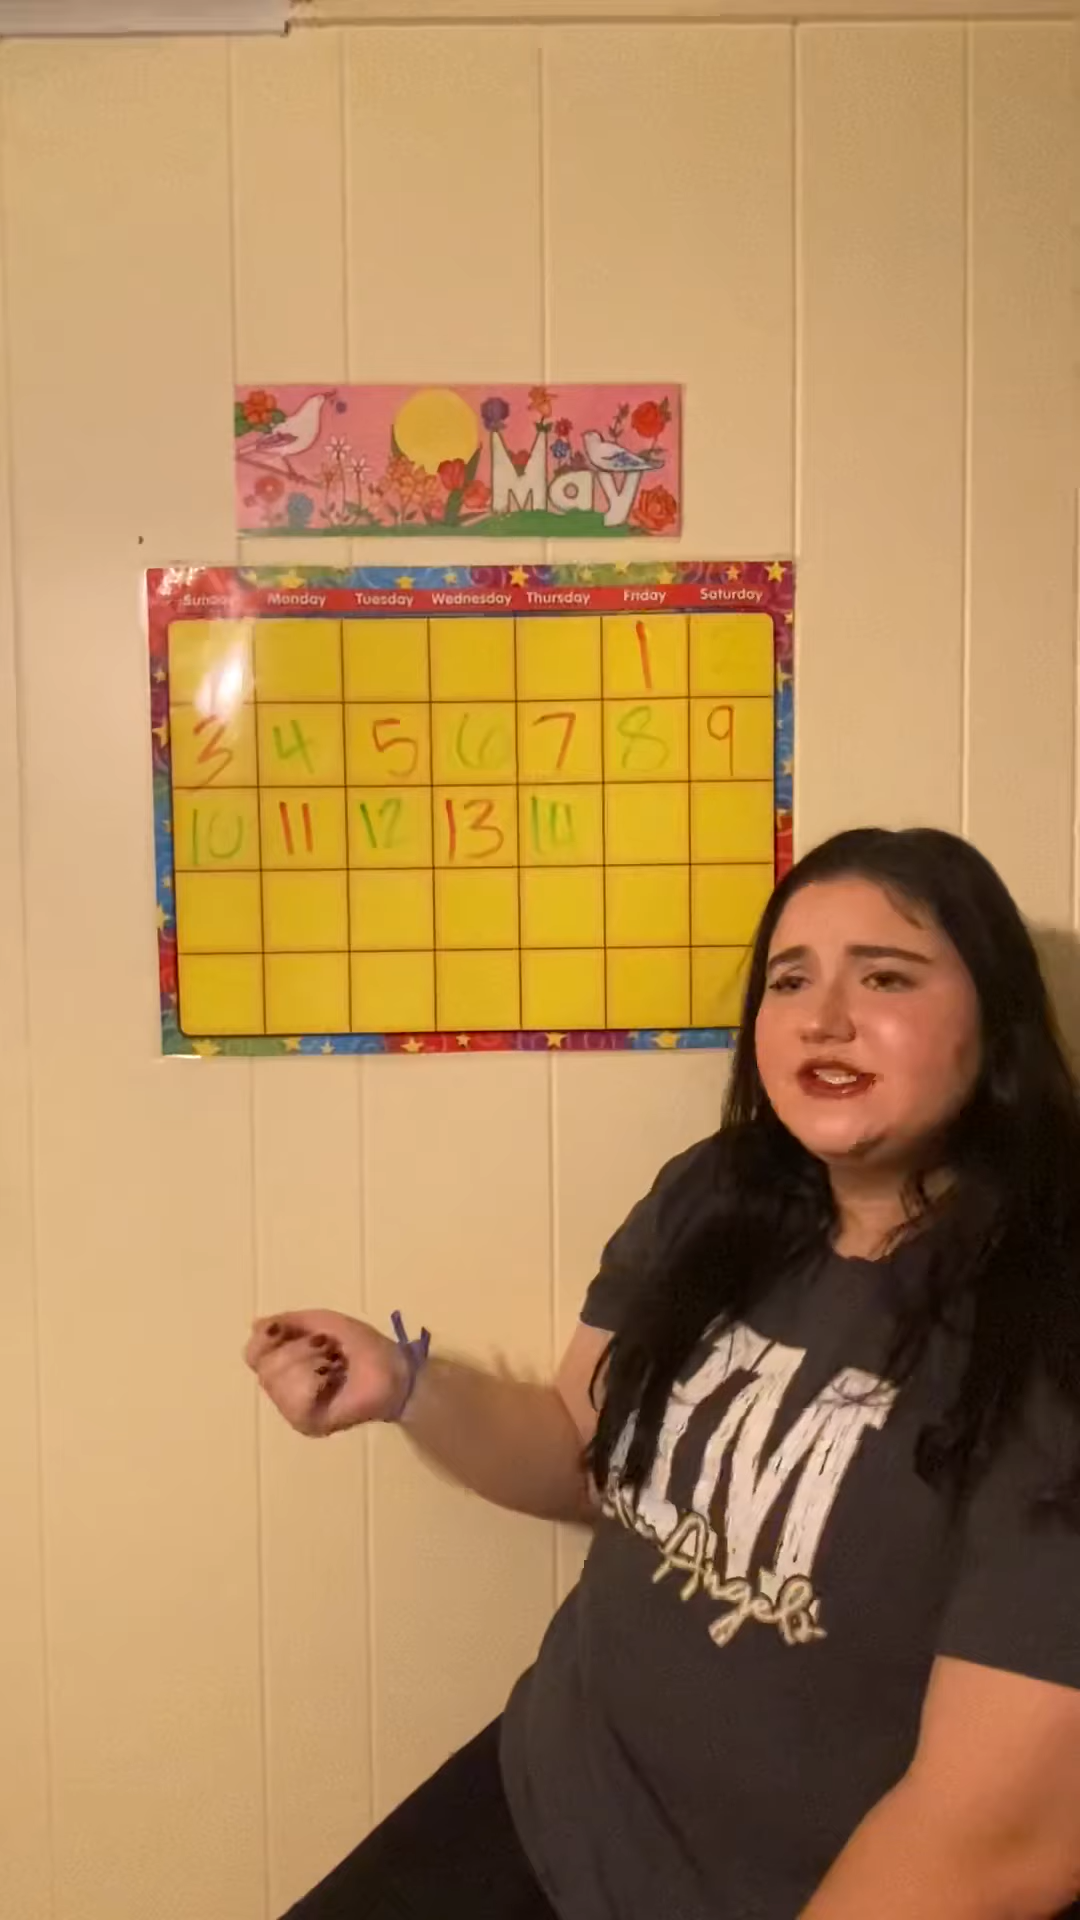 May
Sunday Monday Tuesday Wednesday Thursday Friday Saturday
1
3 4 5 6 7 8 9
10 11 12 13 14
Angels